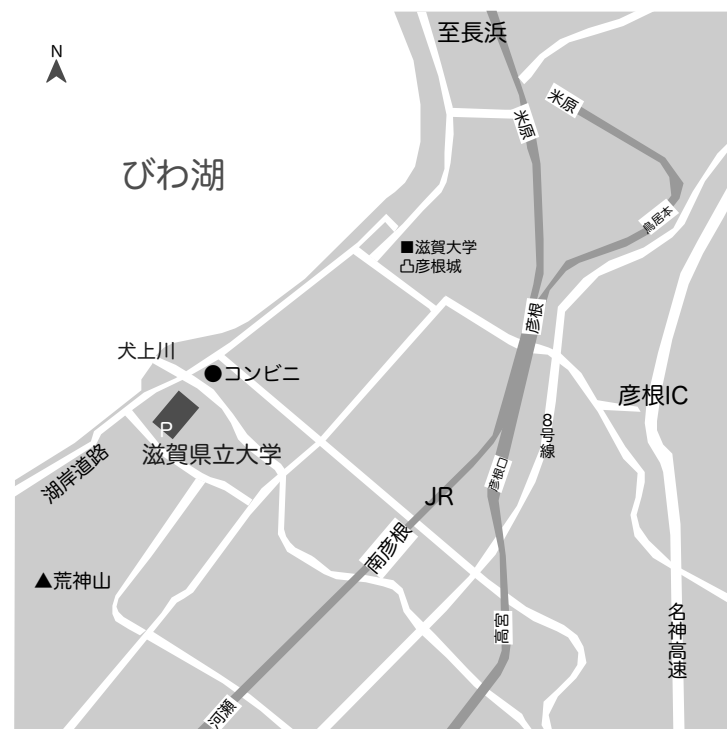 至長浜
N
米原
米原
びわ湖
鳥居本
■滋賀大学
凸彦根城
彦根
犬上川
●コンビニ
彦根IC
P
8号線
滋賀県立大学
湖岸道路
彦根口
JR
南彦根
▲荒神山
高宮
名神高速
河瀬